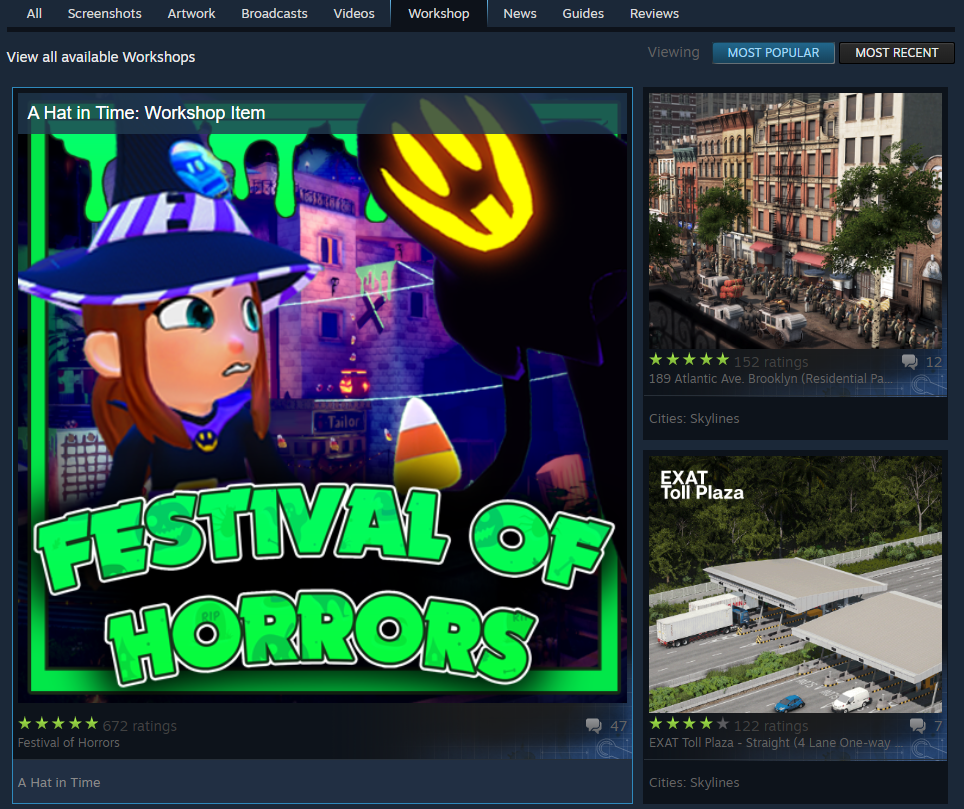 All Screenshots Artwork Broadcasts Videos Workshop News Guides Reviews
View all available Workshops
Viewing MOST POPULAR MOST RECENT
A Hat in Time: Workshop Item
Tailor
FESTIVAL OF
HORRORS
672 ratings 47
Festival of Horrors
A Hat in Time
152 ratings 12
189 Atlantic Ave. Brooklyn (Residential Pa...
Cities: Skylines
EXAT
Toll Plaza
122 ratings 7
EXAT Toll Plaza - Straight (4 Lane One-way ...
Cities: Skylines